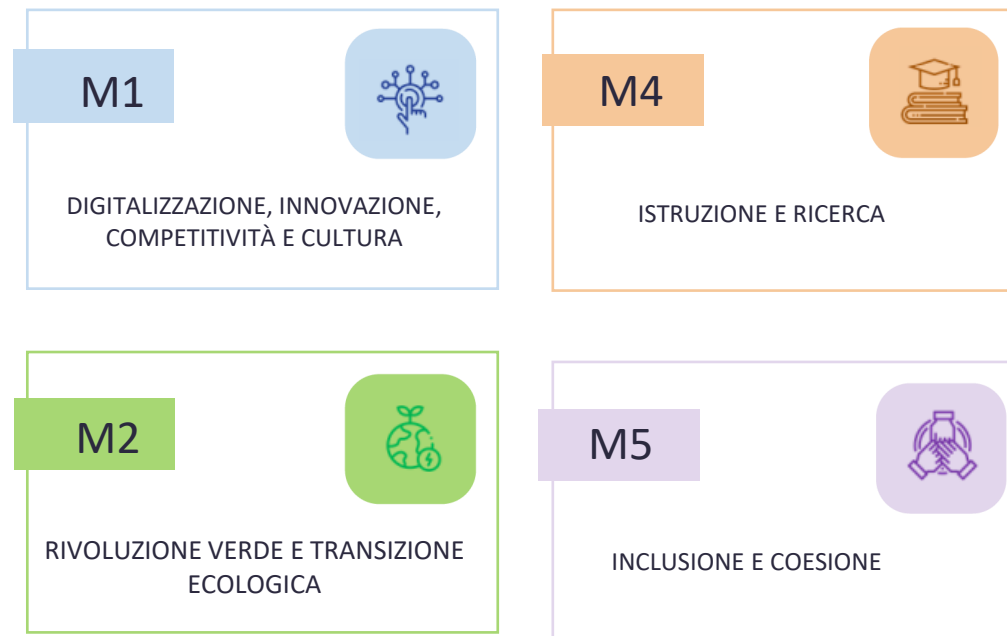 M1
DIGITALIZZAZIONE, INNOVAZIONE,
COMPETITIVITÀ E CULTURA
M4
ISTRUZIONE E RICERCA
M2
RIVOLUZIONE VERDE E TRANSIZIONE
ECOLOGICA
M5
INCLUSIONE E COESIONE